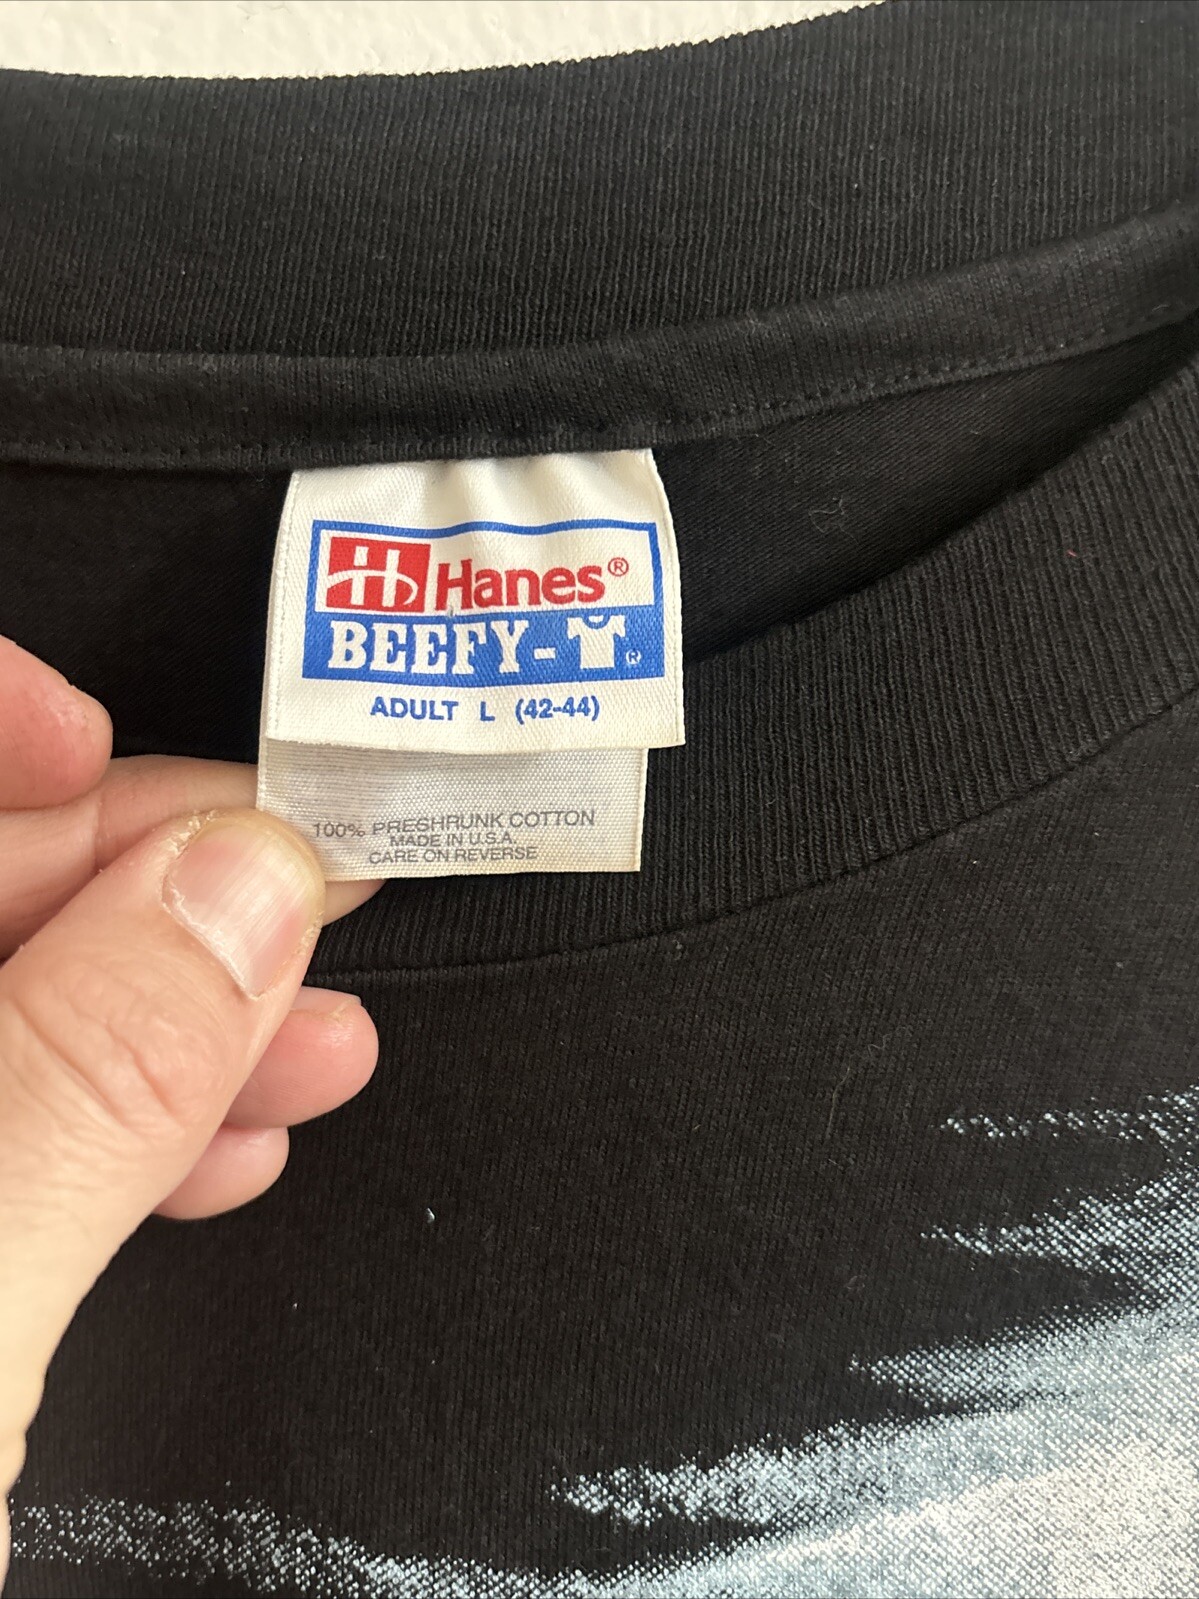 Hanes®
BEEFY-T®
ADULT L (42-44)
100% PRESHRUNK COTTON
MADE IN U.S.A.
CARE ON REVERSE